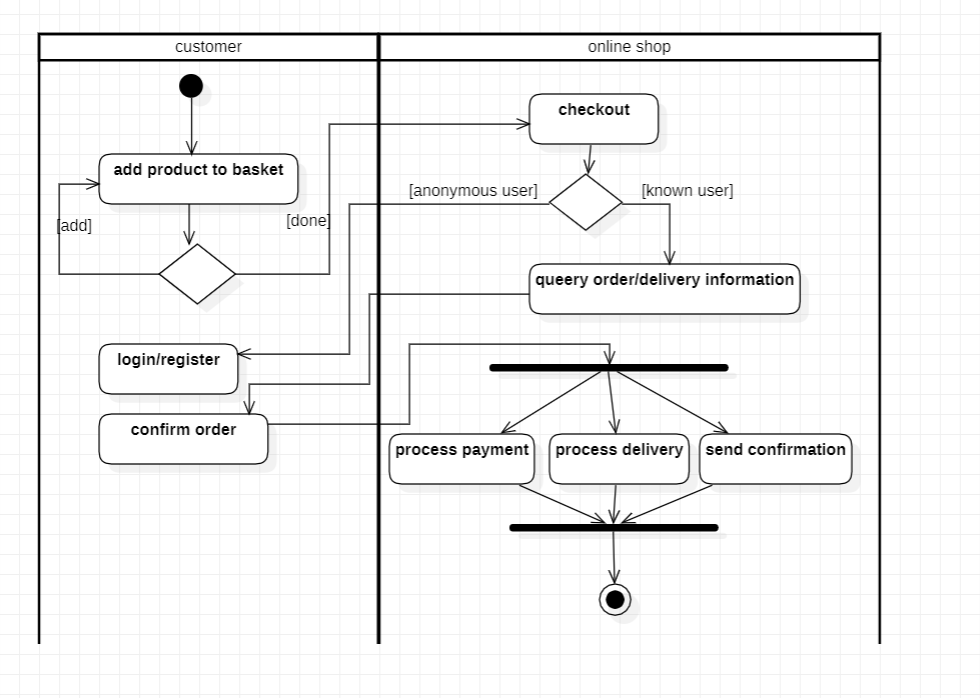 customer
online shop
checkout
add product to basket
[anonymous user]
[known user]
[add]
[done]
queery order/delivery information
login/register
confirm order
process payment
process delivery
send confirmation